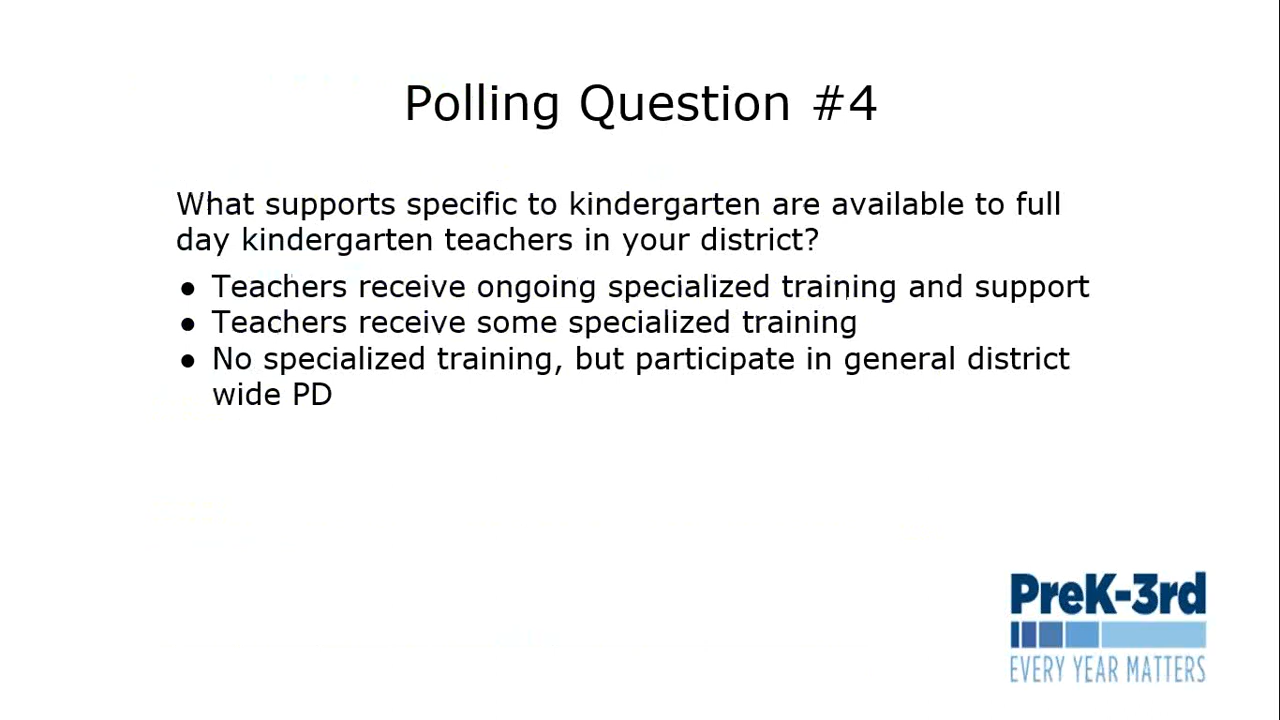 Polling Question #4
What supports specific to kindergarten are available to full
day kindergarten teachers in your district?
● Teachers receive ongoing specialized training and support
● Teachers receive some specialized training
● No specialized training, but participate in general district
wide PD
PreK-3rd
EVERY YEAR MATTERS